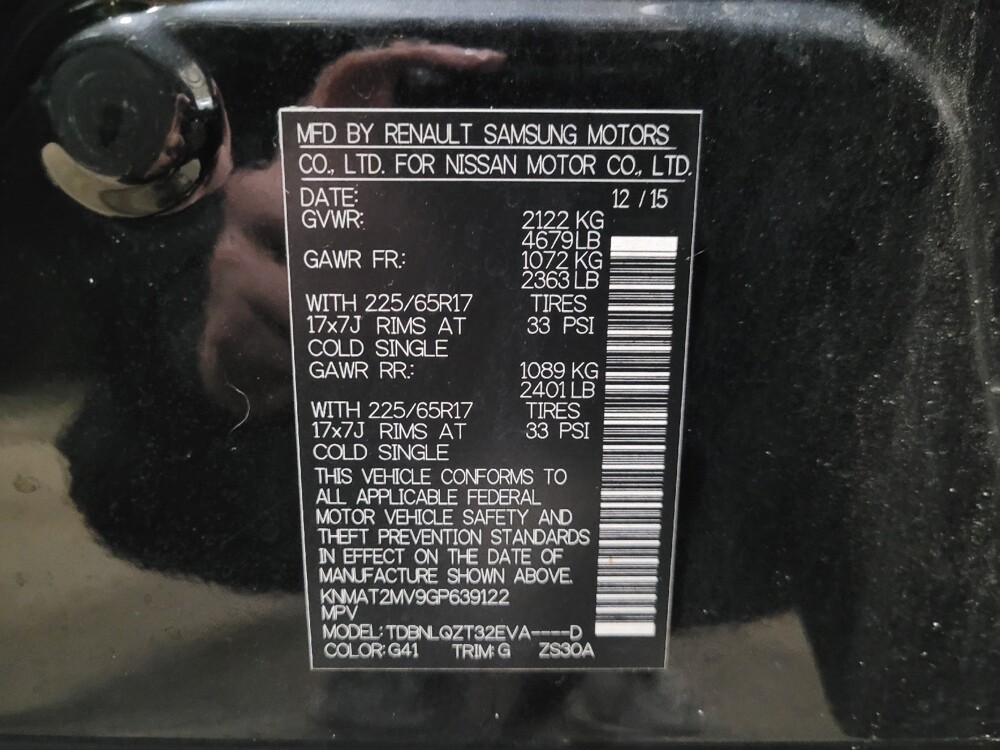 MFD BY RENAULT SAMSUNG MOTORS
CO., LTD. FOR NISSAN MOTOR CO., LTD.
DATE: 12 / 15
GVWR: 2122 KG
4679 LB
GAWR FR.: 1072 KG
2363 LB
WITH 225/65R17 TIRES
17x7J RIMS AT 33 PSI
COLD SINGLE
GAWR RR.: 1089 KG
2401 LB
WITH 225/65R17 TIRES
17x7J RIMS AT 33 PSI
COLD SINGLE
THIS VEHICLE CONFORMS TO
ALL APPLICABLE FEDERAL
MOTOR VEHICLE SAFETY AND
THEFT PREVENTION STANDARDS
IN EFFECT ON THE DATE OF
MANUFACTURE SHOWN ABOVE.
KNMAT2MV9GP639122
MPV
MODEL: TDBNLQZT32EVA----D
COLOR: G41 TRIM: G ZS30A